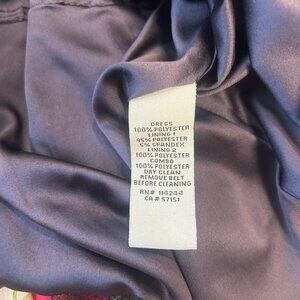 DRESS
100% POLYESTER
LINING 1
95% POLYESTER
5% SPANDEX
LINING 2
100% POLYESTER
COMBO
100% POLYESTER
DRY CLEAN
REMOVE BELT
BEFORE CLEANING
RN# 114244
CA# 57151